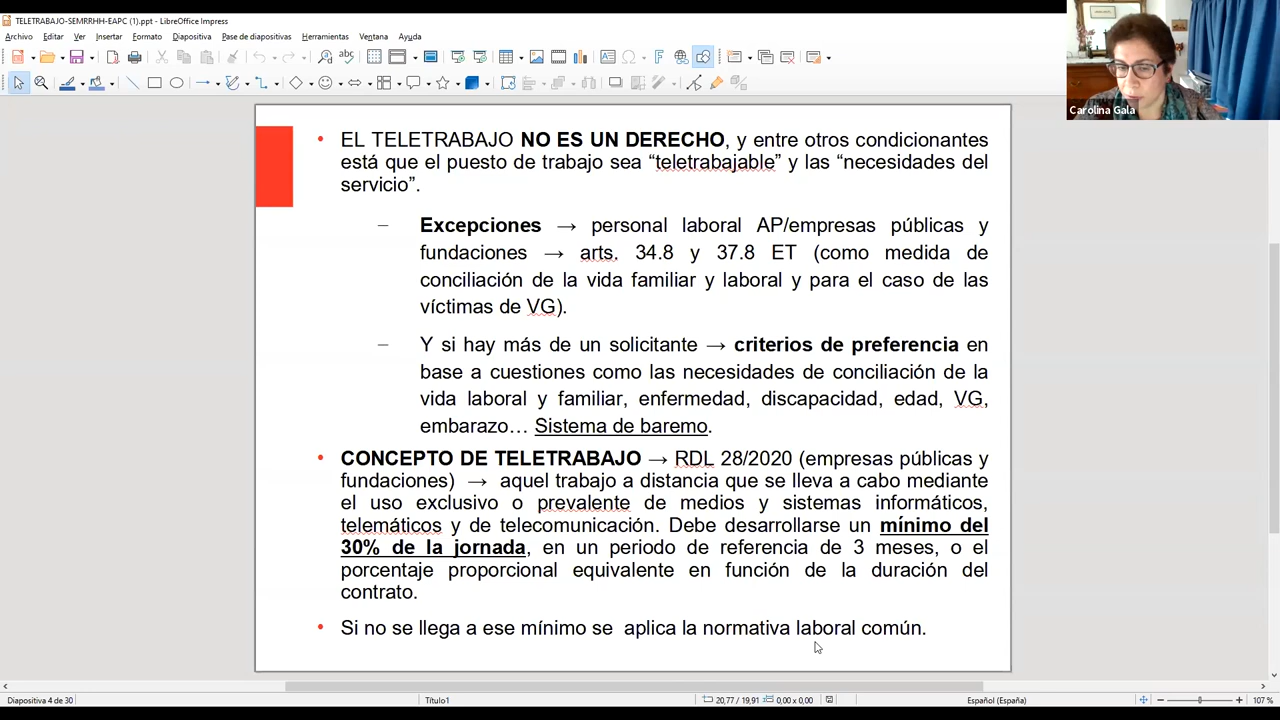 TELETRABAJO-SEMRRHH-EAPC (1).ppt - LibreOffice Impress
Archivo Editar Ver Insertar Formato Diapositiva Pase de diapositivas Herramientas Ventana Ayuda
Carolina Gala
• EL TELETRABAJO NO ES UN DERECHO, y entre otros condicionantes
está que el puesto de trabajo sea “teletrabajable” y las “necesidades del
servicio”.
– Excepciones → personal laboral AP/empresas públicas y
fundaciones → arts. 34.8 y 37.8 ET (como medida de
conciliación de la vida familiar y laboral y para el caso de las
víctimas de VG).
– Y si hay más de un solicitante → criterios de preferencia en
base a cuestiones como las necesidades de conciliación de la
vida laboral y familiar, enfermedad, discapacidad, edad, VG,
embarazo… Sistema de baremo.
• CONCEPTO DE TELETRABAJO → RDL 28/2020 (empresas públicas y
fundaciones) → aquel trabajo a distancia que se lleva a cabo mediante
el uso exclusivo o prevalente de medios y sistemas informáticos,
telemáticos y de telecomunicación. Debe desarrollarse un mínimo del
30% de la jornada, en un periodo de referencia de 3 meses, o el
porcentaje proporcional equivalente en función de la duración del
contrato.
• Si no se llega a ese mínimo se aplica la normativa laboral común.
Diapositiva 4 de 30 Título1 20,77 / 19,91 0,00 x 0,00 Español (España) 107 %